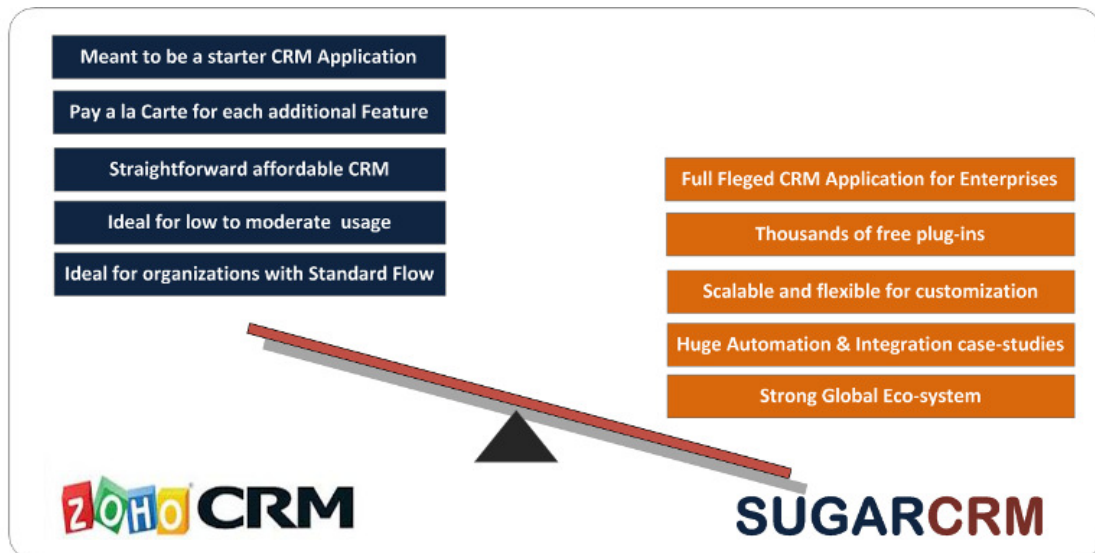 Meant to be a starter CRM Application
Pay a la Carte for each additional Feature
Straightforward affordable CRM
Ideal for low to moderate usage
Ideal for organizations with Standard Flow
Full Fleged CRM Application for Enterprises
Thousands of free plug-ins
Scalable and flexible for customization
Huge Automation & Integration case-studies
Strong Global Eco-system
ZOHO CRM
SUGARCRM